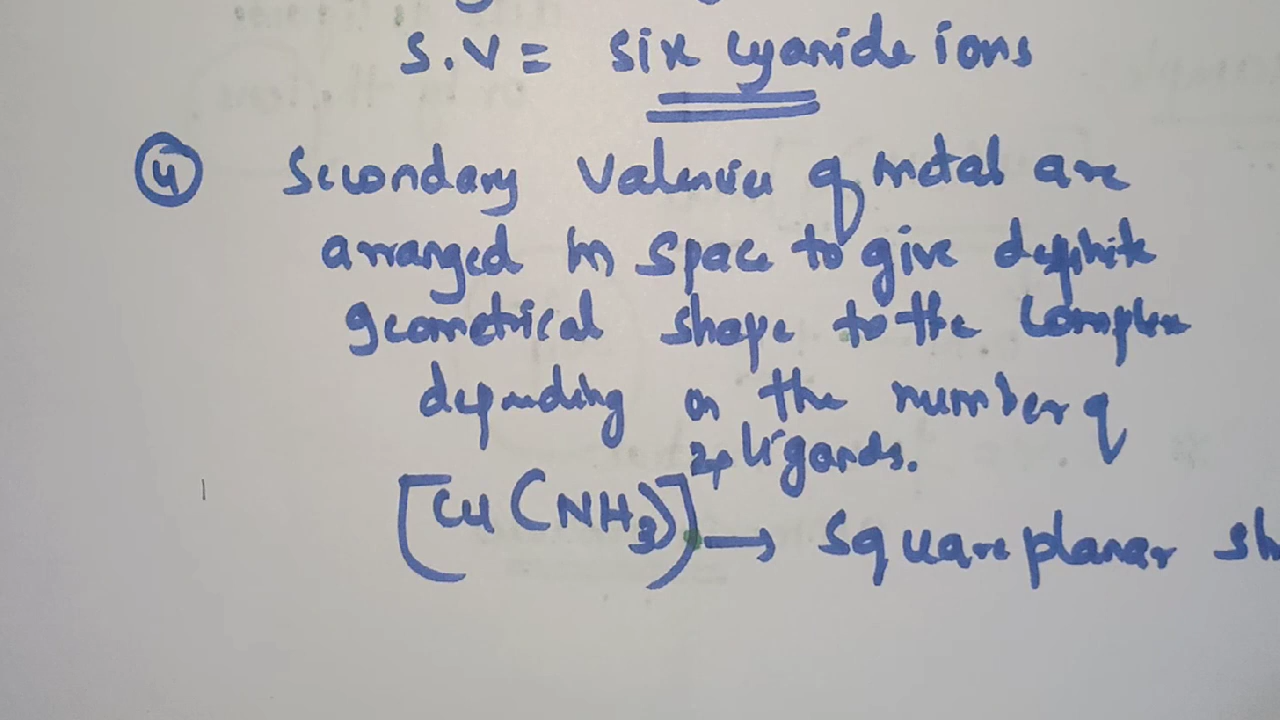 S.V = six cyanide ions
④ Secondary Valencies of metal are
arranged in space to give definite
geometrical shape to the complex
depending on the number of
ligands.
[Cu(NH3)]2+ → Square planar sh